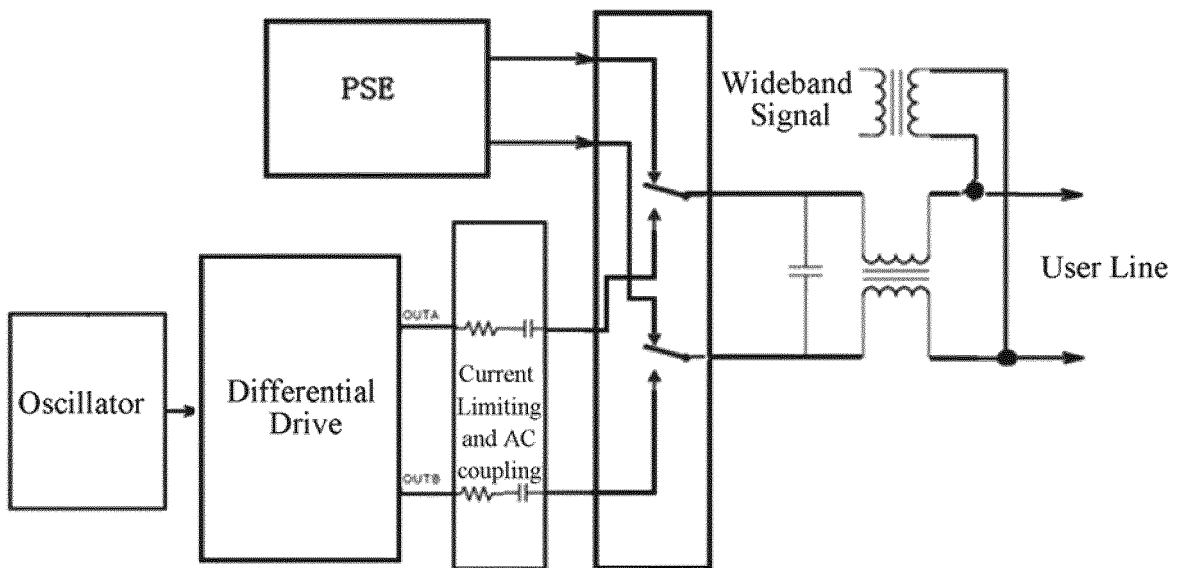 PSE
Wideband
Signal
User Line
OUTA
Oscillator
Differential
Drive
Current
Limiting
and AC
coupling
OUTB